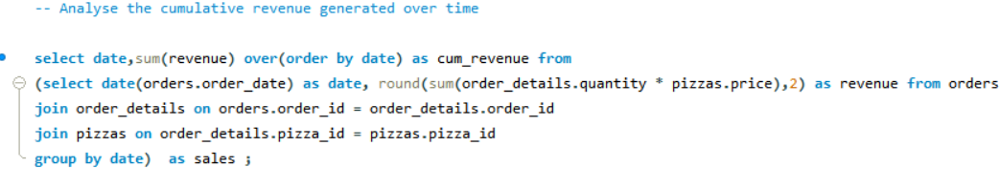 -- Analyse the cumulative revenue generated over time
select date,sum(revenue) over(order by date) as cum_revenue from
(select date(orders.order_date) as date, round(sum(order_details.quantity * pizzas.price),2) as revenue from orders
join order_details on orders.order_id = order_details.order_id
join pizzas on order_details.pizza_id = pizzas.pizza_id
group by date)  as sales ;